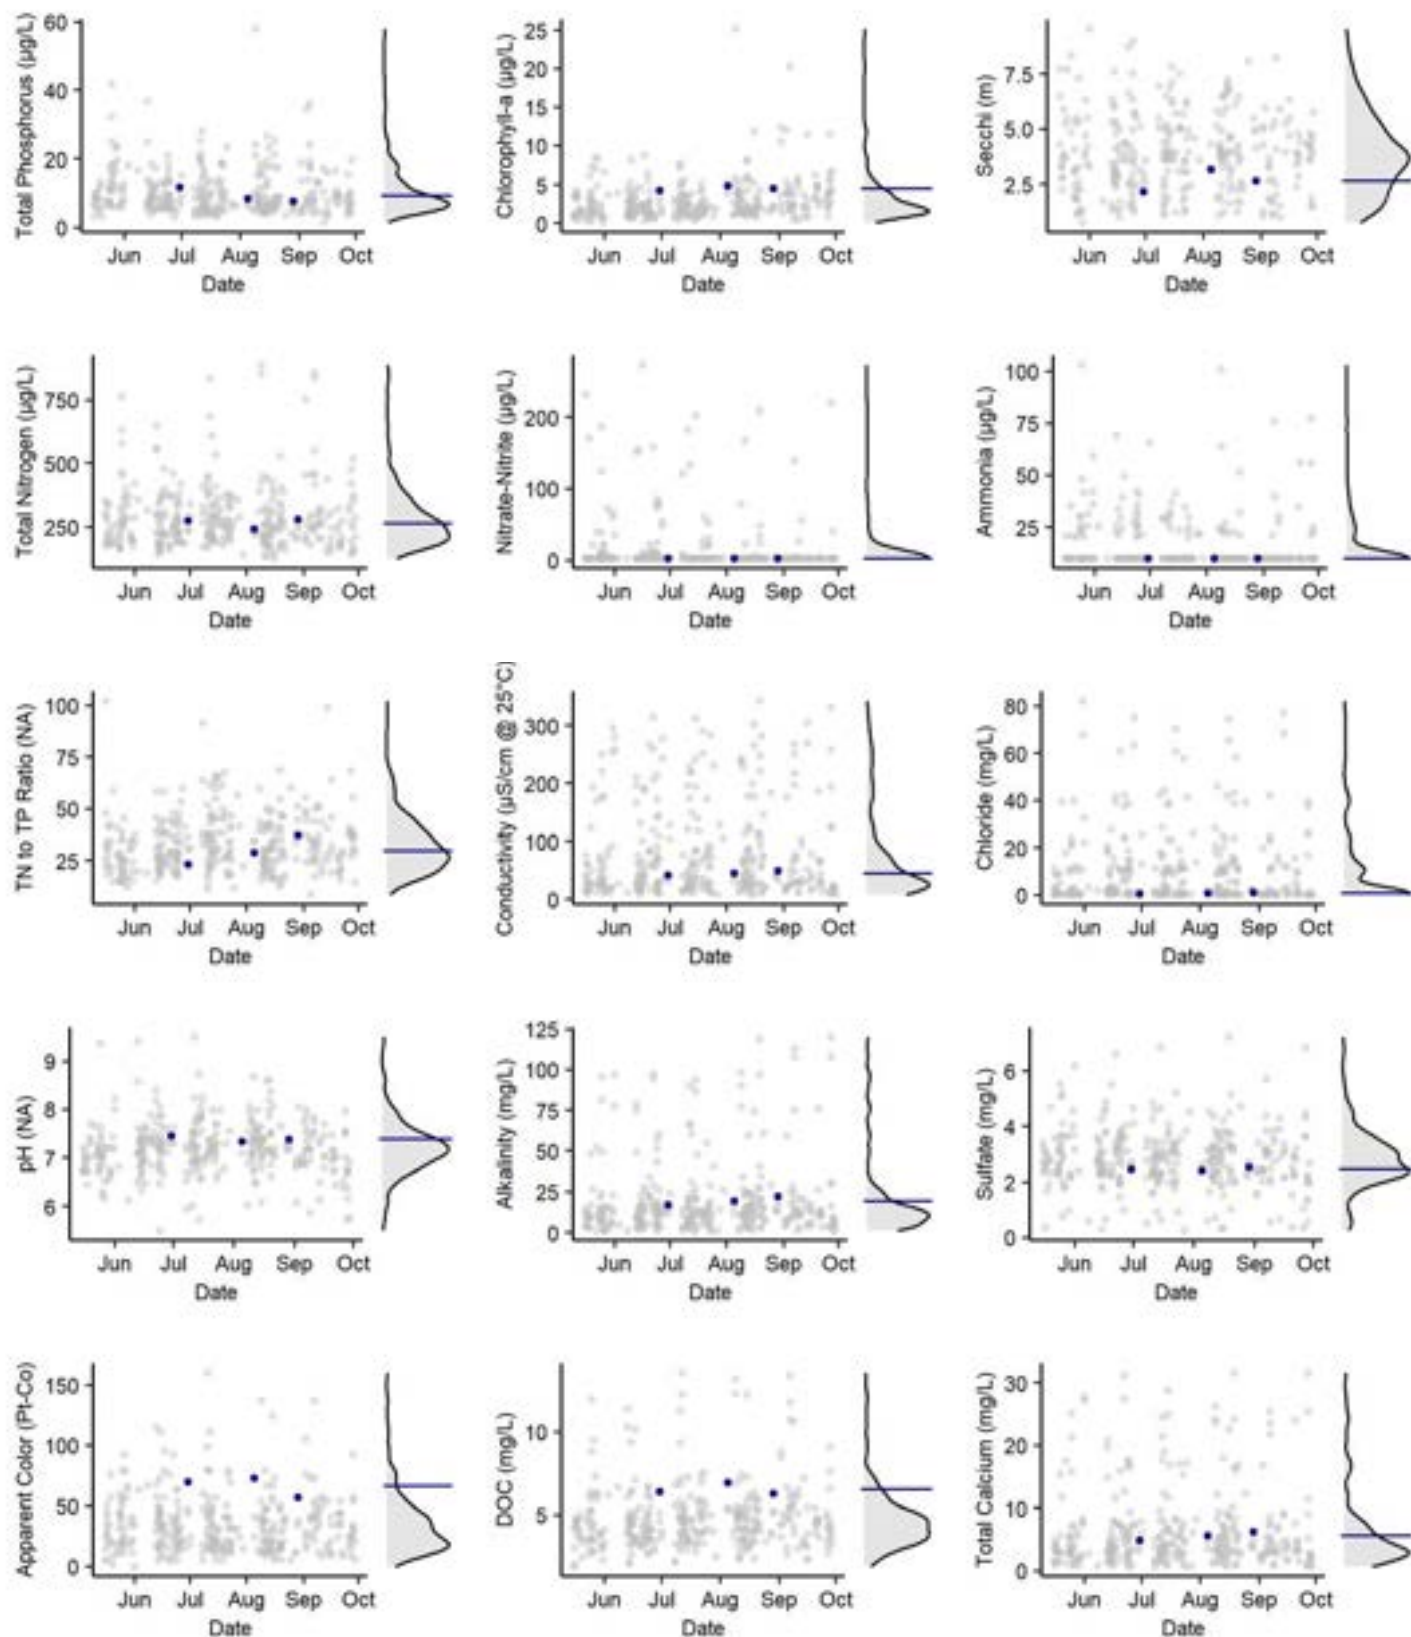 Total Phosphorus (µg/L)
60
40
20
0
Jun Jul Aug Sep Oct
Date
Chlorophyll-a (µg/L)
25
20
15
10
5
0
Jun Jul Aug Sep Oct
Date
Secchi (m)
7.5
5.0
2.5
Jun Jul Aug Sep Oct
Date
Total Nitrogen (µg/L)
750
500
250
Jun Jul Aug Sep Oct
Date
Nitrate-Nitrite (µg/L)
200
100
0
Jun Jul Aug Sep Oct
Date
Ammonia (µg/L)
100
75
50
25
Jun Jul Aug Sep Oct
Date
TN to TP Ratio (NA)
100
75
50
25
Jun Jul Aug Sep Oct
Date
Conductivity (µS/cm @ 25°C)
300
200
100
0
Jun Jul Aug Sep Oct
Date
Chloride (mg/L)
80
60
40
20
0
Jun Jul Aug Sep Oct
Date
pH (NA)
9
8
7
6
Jun Jul Aug Sep Oct
Date
Alkalinity (mg/L)
125
100
75
50
25
0
Jun Jul Aug Sep Oct
Date
Sulfate (mg/L)
6
4
2
0
Jun Jul Aug Sep Oct
Date
Apparent Color (Pt-Co)
150
100
50
0
Jun Jul Aug Sep Oct
Date
DOC (mg/L)
10
5
Jun Jul Aug Sep Oct
Date
Total Calcium (mg/L)
30
20
10
0
Jun Jul Aug Sep Oct
Date